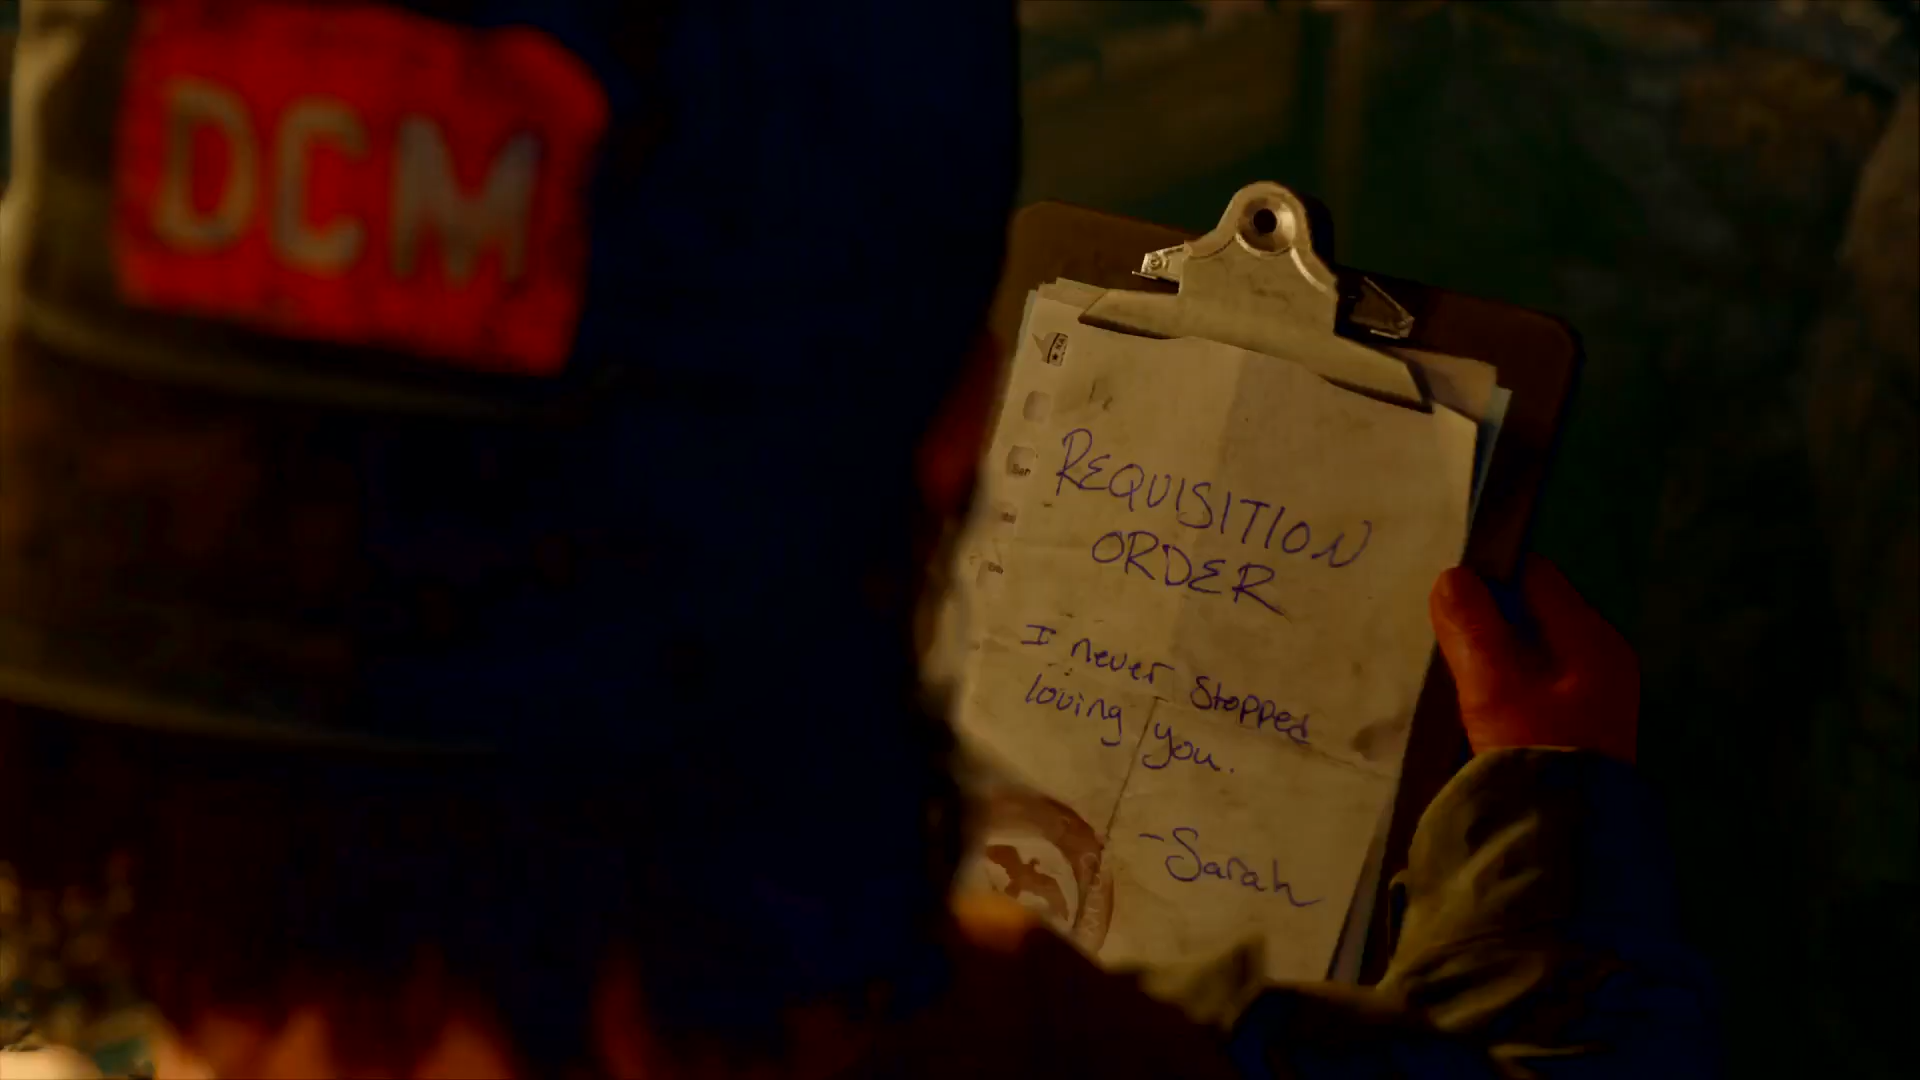 DCM
REQUISITION
ORDER
I never stopped
loving you.
-Sarah